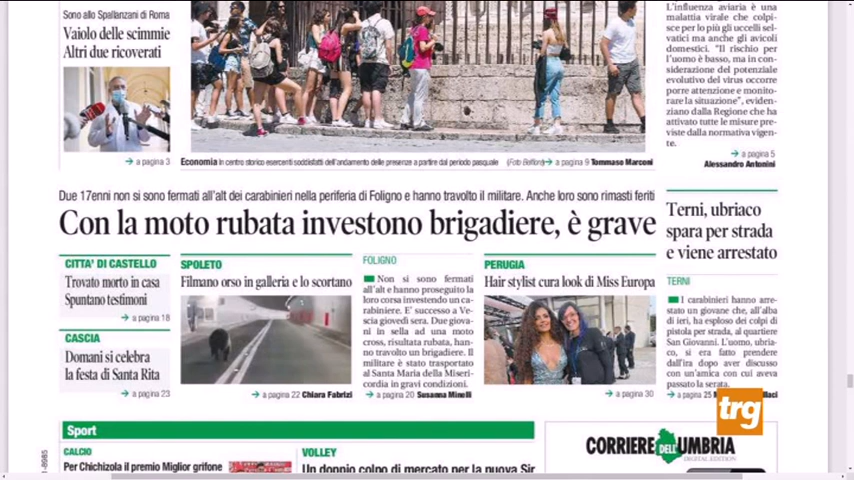 Sono allo Spallanzani di Roma
Vaiolo delle scimmie
Altri due ricoverati
a pagina 3
Economia In centro storico esercenti soddisfatti dell'andamento delle presenze a partire dal periodo pasquale (Foto Belfiore) a pagina 9 Tommaso Marconi
L'influenza aviaria è una
malattia virale che colpi-
sce per lo più gli uccelli sel-
vatici ma anche gli avicoli
domestici. "Il rischio per
l'uomo è basso, ma in con-
siderazione del potenziale
evolutivo del virus occorre
porre attenzione e monito-
rare la situazione", eviden-
ziano dalla Regione che ha
attivato tutte le misure pre-
viste dalla normativa vigen-
te.
a pagina 5
Alessandro Antonini
Due 17enni non si sono fermati all'alt dei carabinieri nella periferia di Foligno e hanno travolto il militare. Anche loro sono rimasti feriti
Con la moto rubata investono brigadiere, è grave
CITTA' DI CASTELLO
Trovato morto in casa
Spuntano testimoni
a pagina 18
CASCIA
Domani si celebra
la festa di Santa Rita
a pagina 23
SPOLETO
Filmano orso in galleria e lo scortano
a pagina 22 Chiara Fabrizi
FOLIGNO
Non si sono fermati
all'alt e hanno proseguito la
loro corsa investendo un ca-
rabiniere. E' successo a Ve-
scia giovedì sera. Due giova-
ni in sella ad una moto
cross, risultata rubata, han-
no travolto un brigadiere. Il
militare è stato trasportato
al Santa Maria della Miseri-
cordia in gravi condizioni.
a pagina 20 Susanna Minelli
PERUGIA
Hair stylist cura look di Miss Europa
a pagina 30
Terni, ubriaco
spara per strada
e viene arrestato
TERNI
I carabinieri hanno arre-
stato un giovane che, all'alba
di ieri, ha esploso dei colpi di
pistola per strada, al quartiere
San Giovanni. L'uomo, ubria-
co, si era fatto prendere
dall'ira dopo aver discusso
con un'amica con cui aveva
passato la serata.
a pagina 25
trg
Sport
CALCIO
Per Chichizola il premio Miglior grifone
VOLLEY
Un doppio colpo di mercato per la nuova Sir
CORRIERE DELL'UMBRIA
DIGITAL EDITION